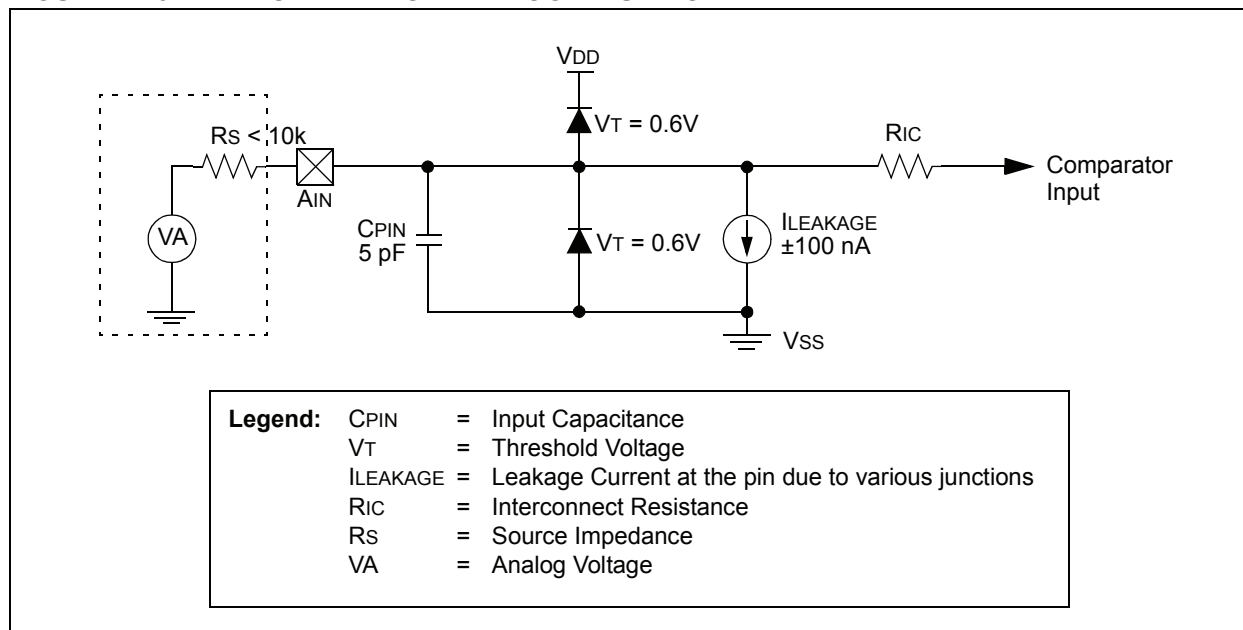 VDD
RS < 10k
VT = 0.6V
RIC
AIN
Comparator
Input
VA
CPIN
5 pF
VT = 0.6V
ILEAKAGE
±100 nA
VSS
Legend: CPIN = Input Capacitance
VT = Threshold Voltage
ILEAKAGE = Leakage Current at the pin due to various junctions
RIC = Interconnect Resistance
RS = Source Impedance
VA = Analog Voltage